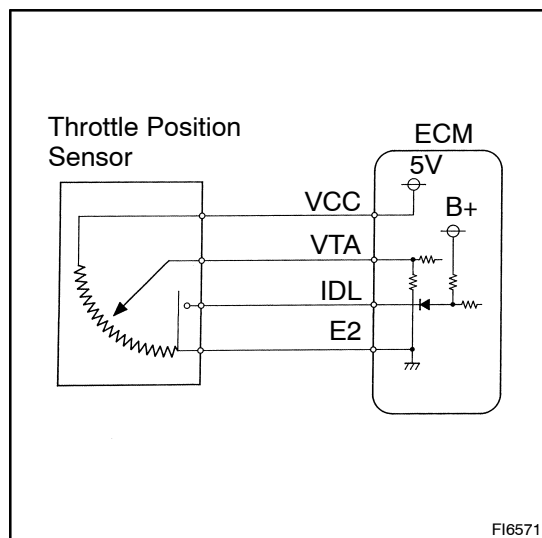 Throttle Position
Sensor
ECM
5V
B+
VCC
VTA
IDL
E2
FI6571